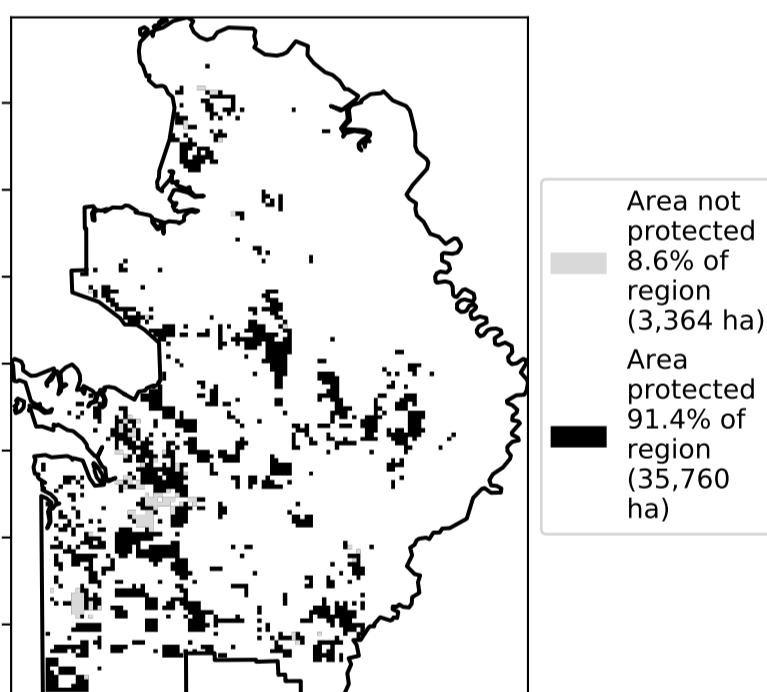 Area not
protected
8.6% of
region
(3,364 ha)
Area
protected
91.4% of
region
(35,760
ha)